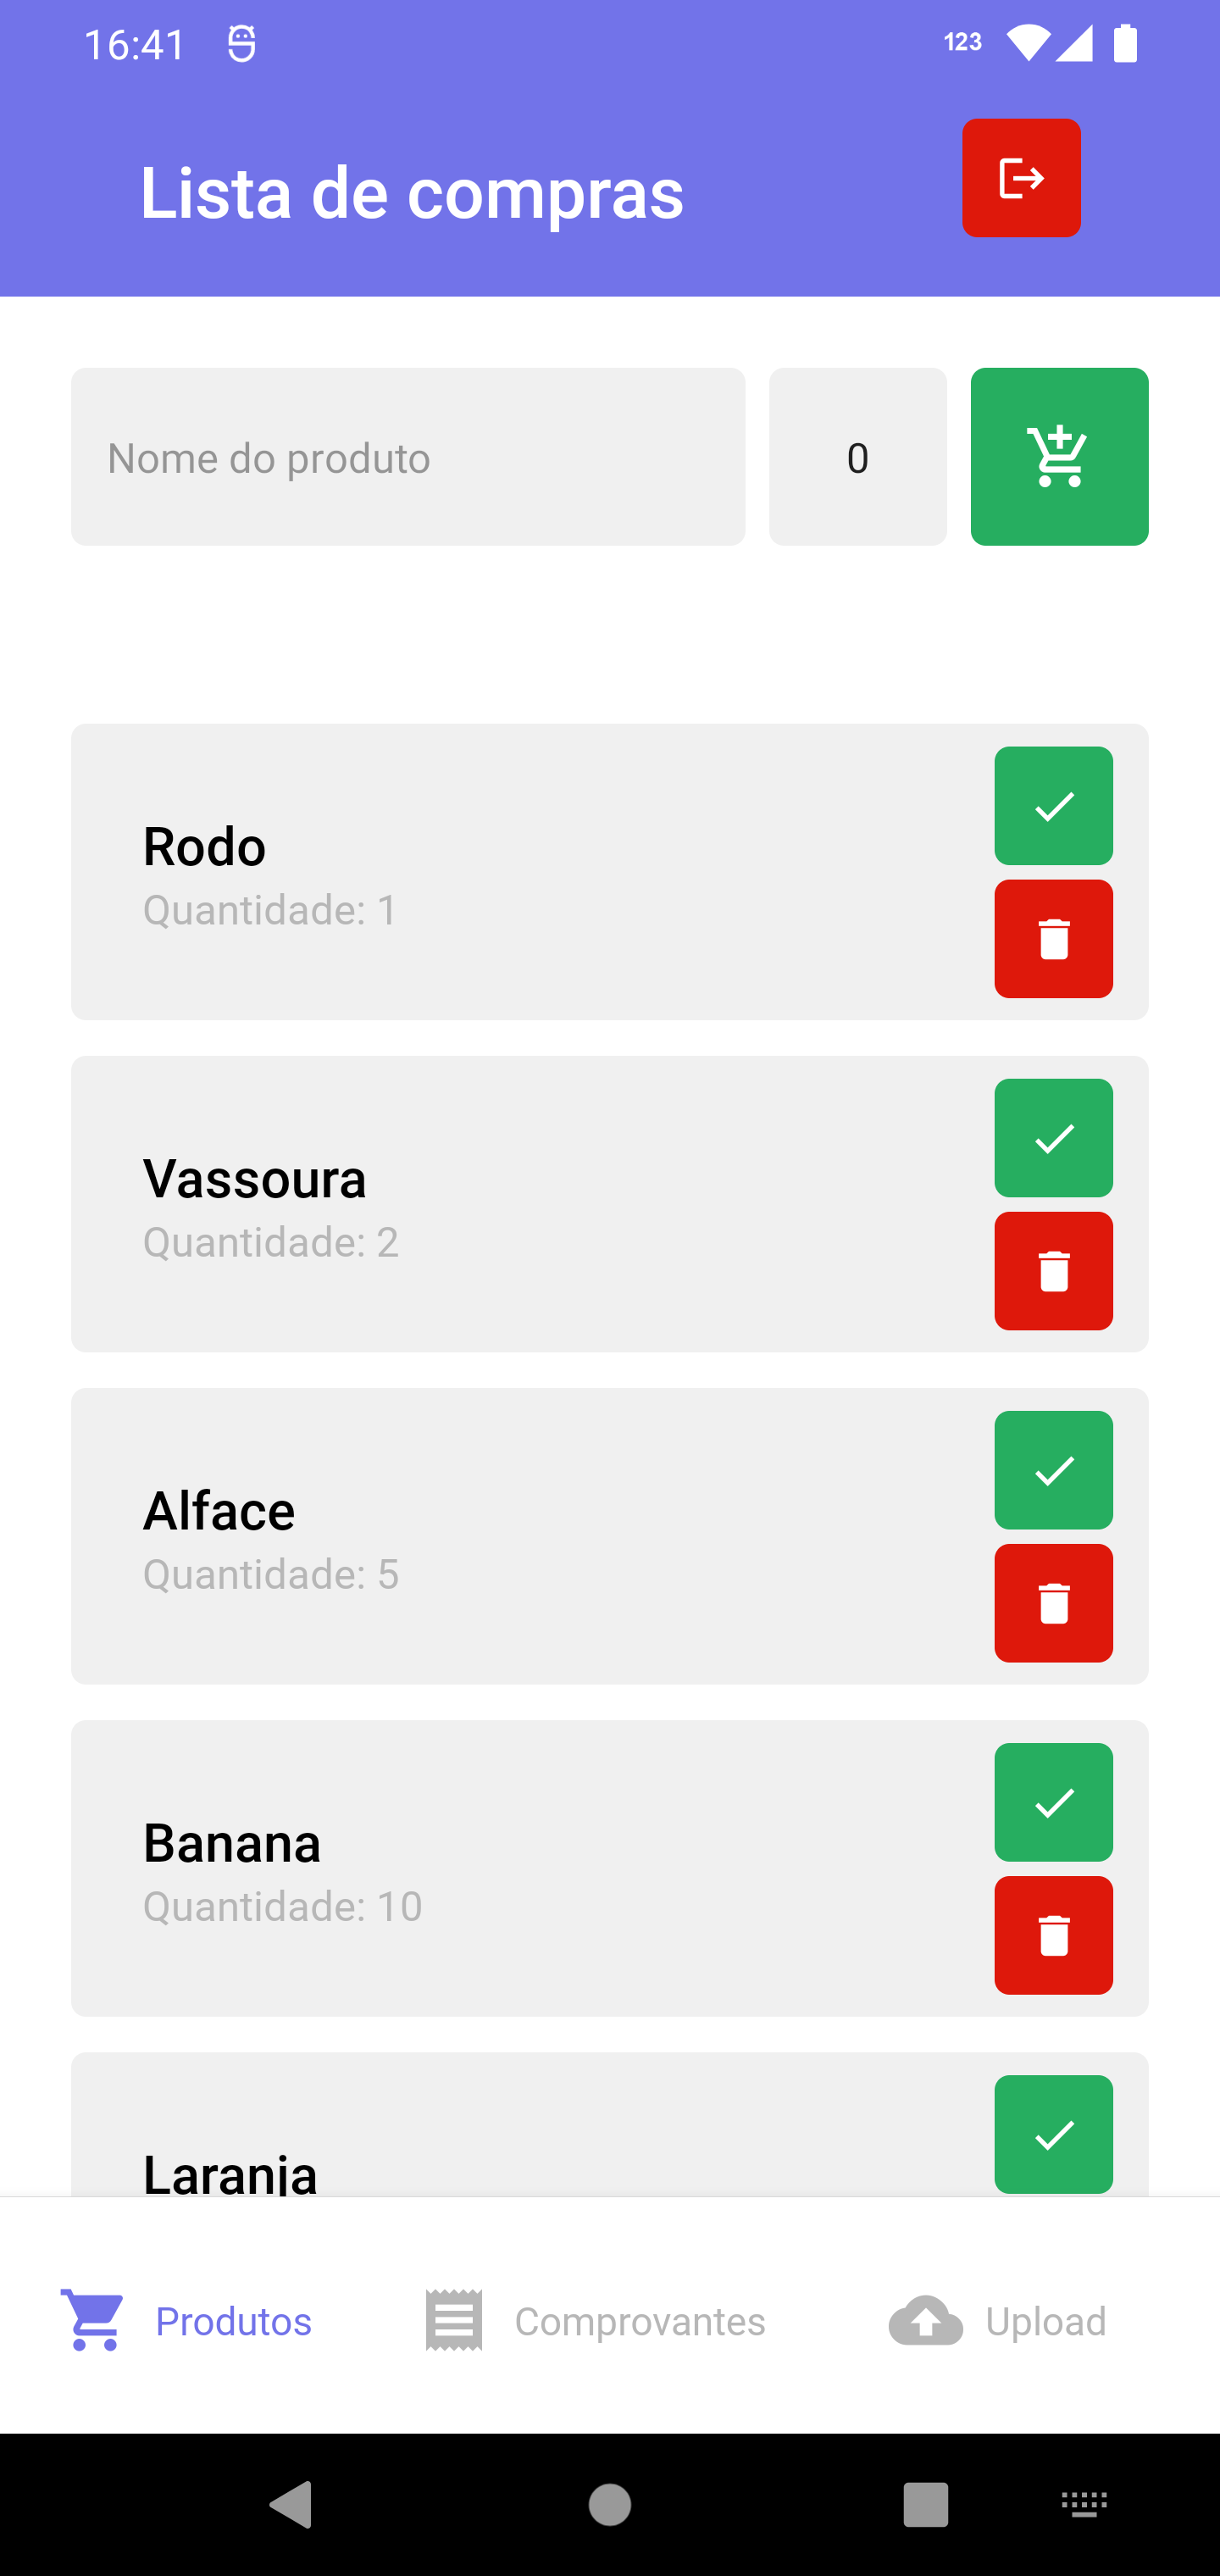 16:41
123
Lista de compras
Nome do produto
0
Rodo
Quantidade: 1
Vassoura
Quantidade: 2
Alface
Quantidade: 5
Banana
Quantidade: 10
Laranja
Produtos
Comprovantes
Upload